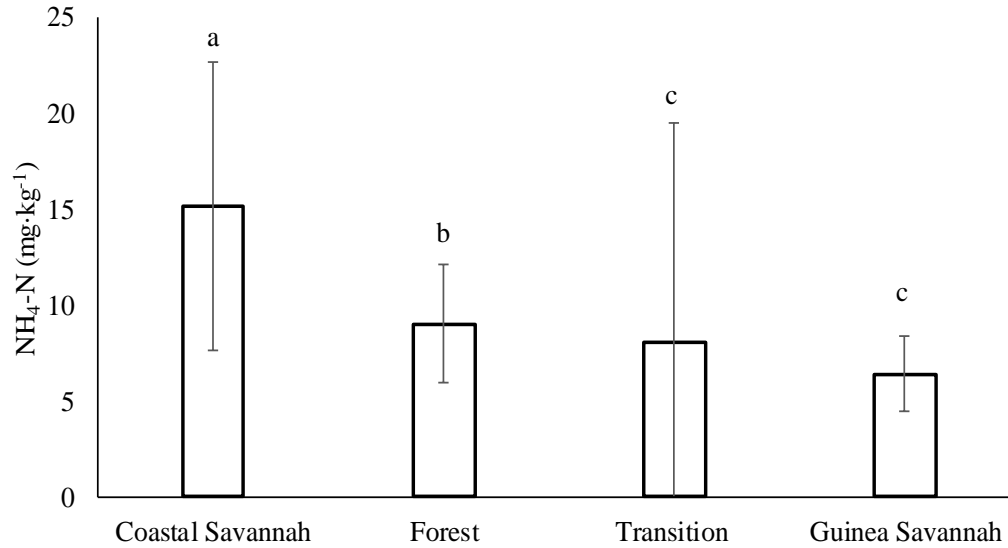 NH₄-N (mg·kg⁻¹)
25
20
15
10
5
0
a
b
c
c
Coastal Savannah
Forest
Transition
Guinea Savannah